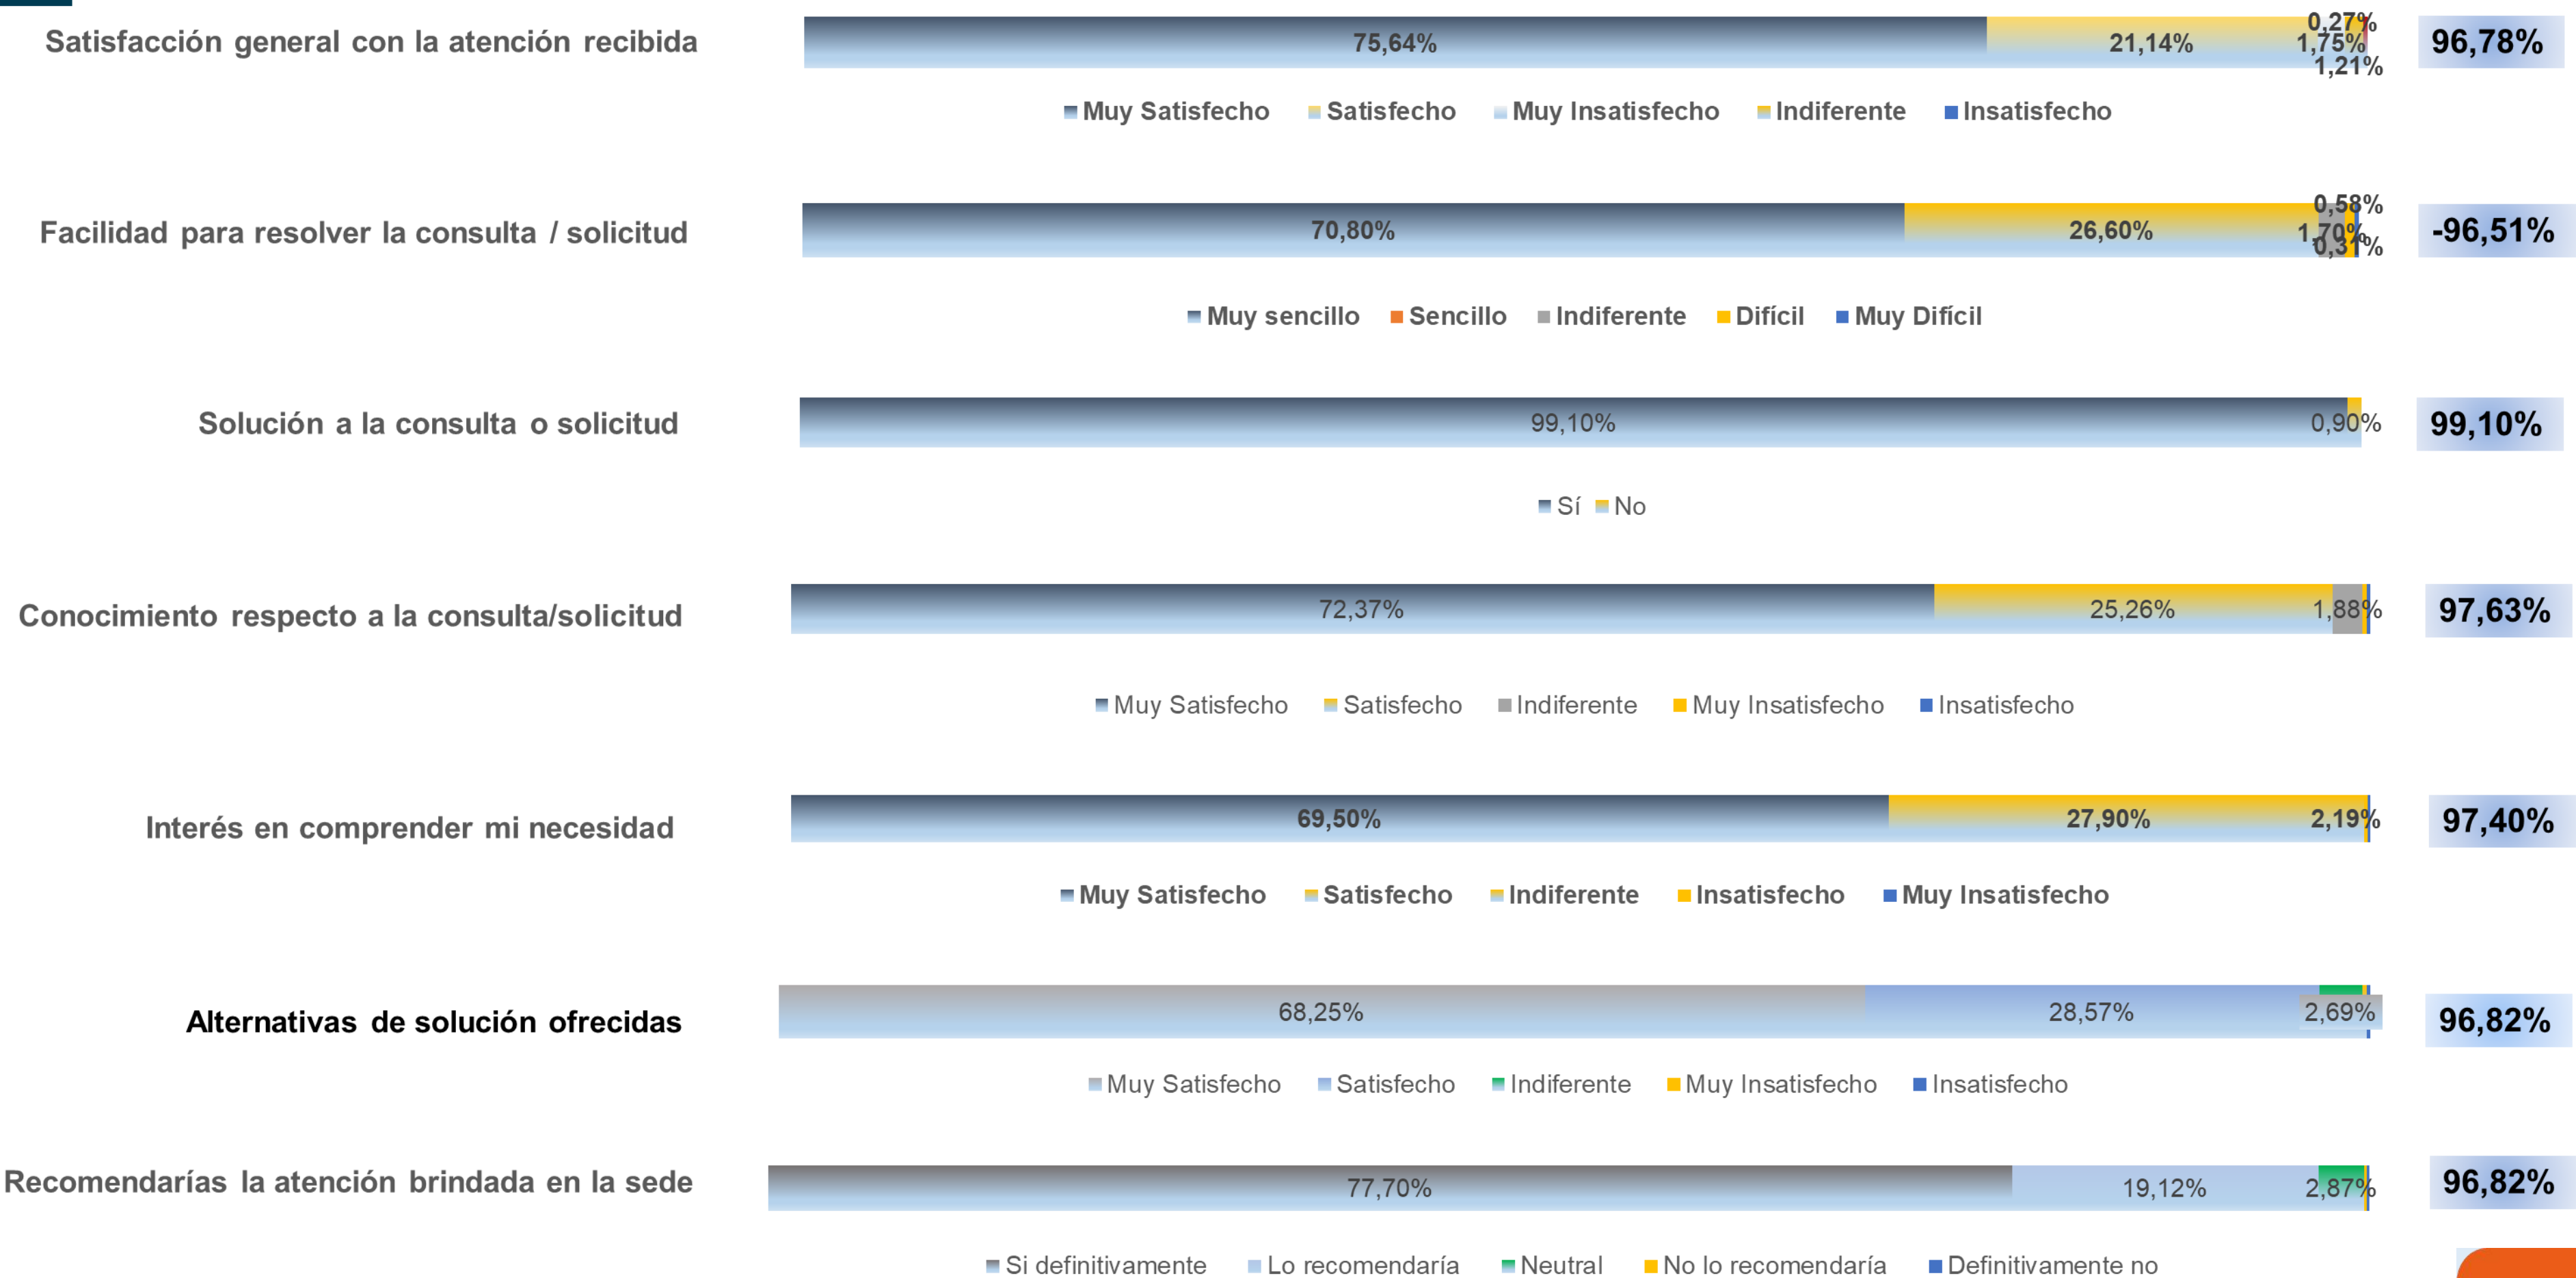 Satisfacción general con la atención recibida
75,64%
21,14%
0,27%
1,75%
1,21%
96,78%
Muy Satisfecho Satisfecho Muy Insatisfecho Indiferente Insatisfecho
Facilidad para resolver la consulta / solicitud
70,80%
26,60%
0,58%
1,70%
0,31%
-96,51%
Muy sencillo Sencillo Indiferente Difícil Muy Difícil
Solución a la consulta o solicitud
99,10%
0,90%
99,10%
Sí No
Conocimiento respecto a la consulta/solicitud
72,37%
25,26%
1,88%
97,63%
Muy Satisfecho Satisfecho Indiferente Muy Insatisfecho Insatisfecho
Interés en comprender mi necesidad
69,50%
27,90%
2,19%
97,40%
Muy Satisfecho Satisfecho Indiferente Insatisfecho Muy Insatisfecho
Alternativas de solución ofrecidas
68,25%
28,57%
2,69%
96,82%
Muy Satisfecho Satisfecho Indiferente Muy Insatisfecho Insatisfecho
Recomendarías la atención brindada en la sede
77,70%
19,12%
2,87%
96,82%
Si definitivamente Lo recomendaría Neutral No lo recomendaría Definitivamente no